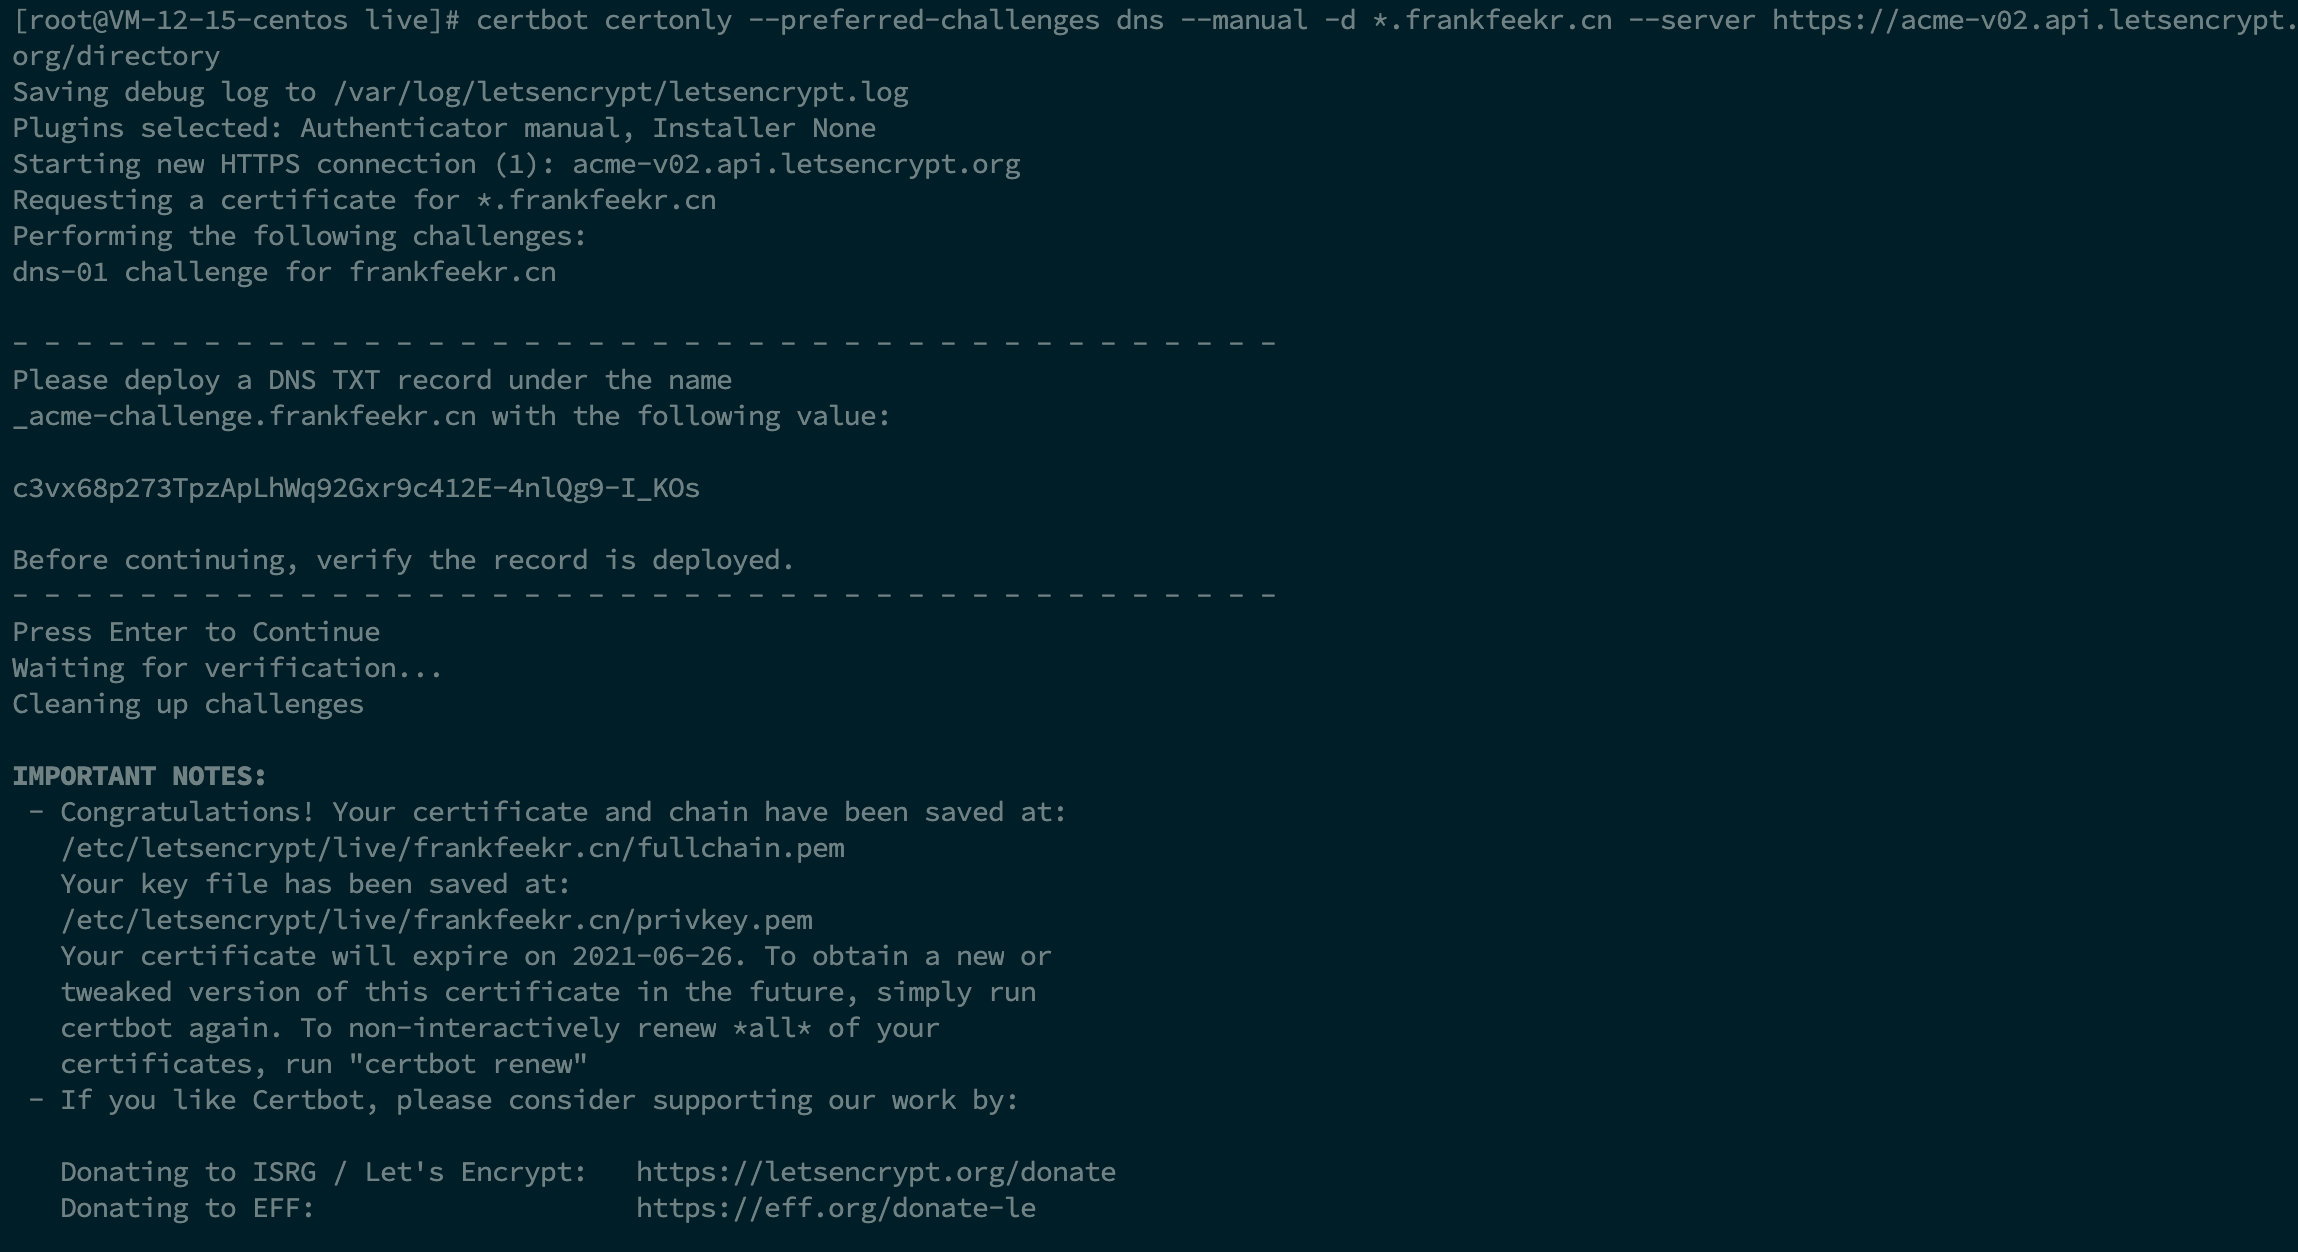 [root@VM-12-15-centos live]# certbot certonly --preferred-challenges dns --manual -d *.frankfeekr.cn --server https://acme-v02.api.letsencrypt.
org/directory
Saving debug log to /var/log/letsencrypt/letsencrypt.log
Plugins selected: Authenticator manual, Installer None
Starting new HTTPS connection (1): acme-v02.api.letsencrypt.org
Requesting a certificate for *.frankfeekr.cn
Performing the following challenges:
dns-01 challenge for frankfeekr.cn

- - - - - - - - - - - - - - - - - - - - - - - - - - - - - - - - - - - - - - - -
Please deploy a DNS TXT record under the name
_acme-challenge.frankfeekr.cn with the following value:

c3vx68p273TpzApLhWq92Gxr9c412E-4nlQg9-I_KOs

Before continuing, verify the record is deployed.
- - - - - - - - - - - - - - - - - - - - - - - - - - - - - - - - - - - - - - - -
Press Enter to Continue
Waiting for verification...
Cleaning up challenges

IMPORTANT NOTES:
 - Congratulations! Your certificate and chain have been saved at:
   /etc/letsencrypt/live/frankfeekr.cn/fullchain.pem
   Your key file has been saved at:
   /etc/letsencrypt/live/frankfeekr.cn/privkey.pem
   Your certificate will expire on 2021-06-26. To obtain a new or
   tweaked version of this certificate in the future, simply run
   certbot again. To non-interactively renew *all* of your
   certificates, run "certbot renew"
 - If you like Certbot, please consider supporting our work by:

   Donating to ISRG / Let's Encrypt:   https://letsencrypt.org/donate
   Donating to EFF:                    https://eff.org/donate-le